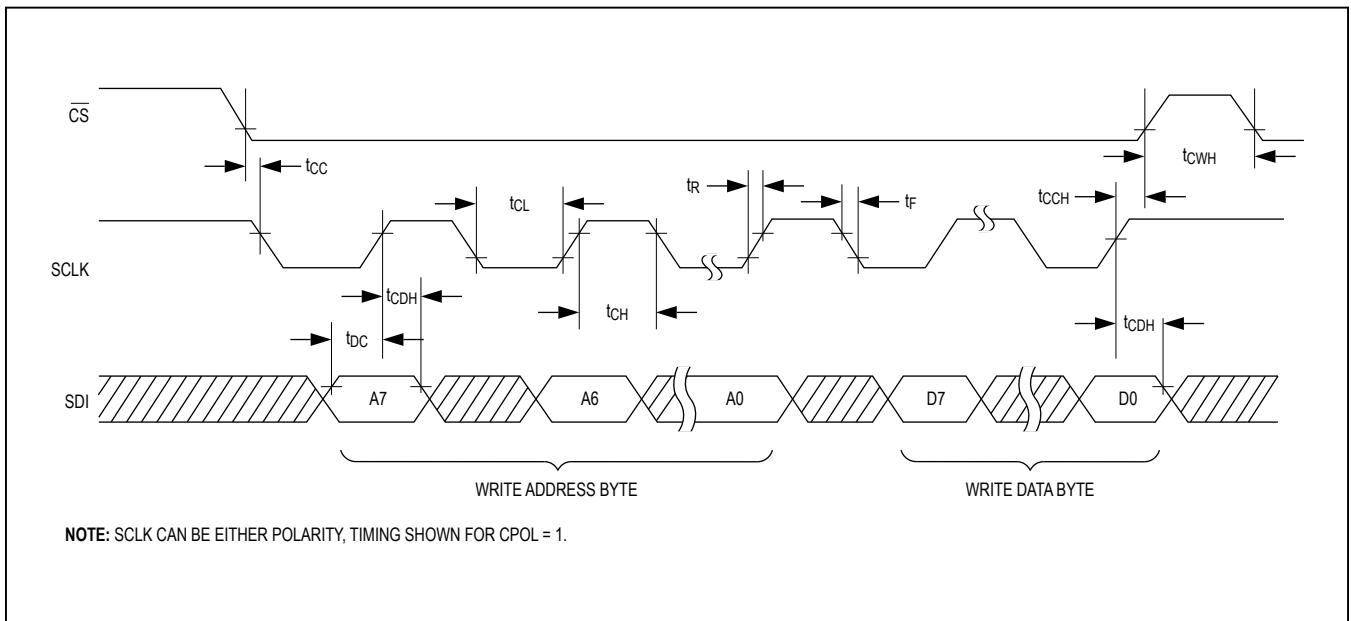 CS
tCC
tCWH
tR
tF
tCCH
tCL
SCLK
tCDH
tCH
tDC
tCDH
SDI
A7
A6
A0
D7
D0
WRITE ADDRESS BYTE
WRITE DATA BYTE
NOTE: SCLK CAN BE EITHER POLARITY, TIMING SHOWN FOR CPOL = 1.